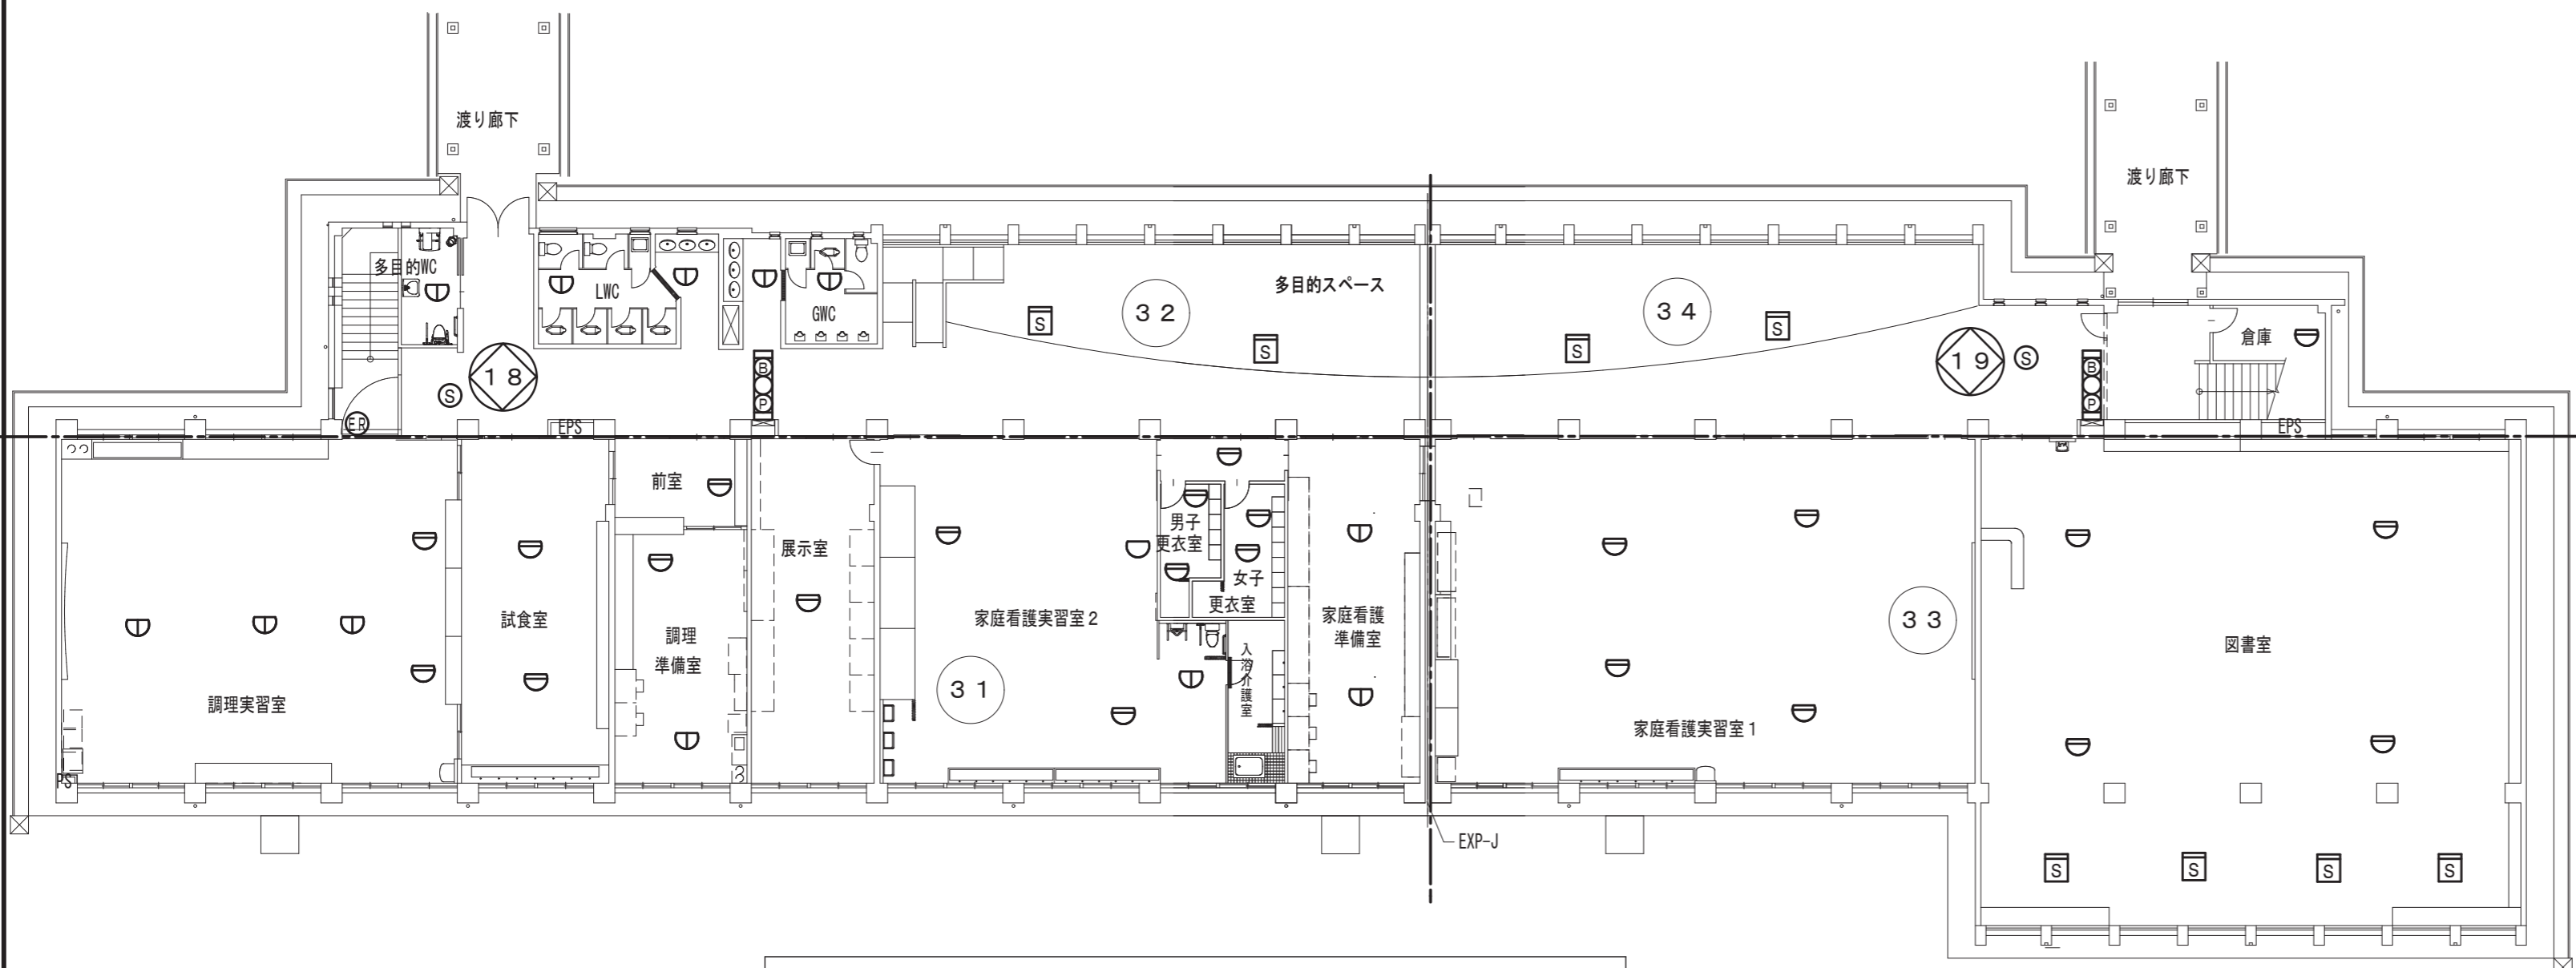 渡り廊下
渡り廊下
多目的WC
LWC
GWC
多目的スペース
32
34
S
S
S
S
倉庫
18
S
19
S
B
P
B
P
ER
EPS
EPS
前室
展示室
男子
更衣室
女子
更衣室
試食室
調理
準備室
家庭看護実習室2
家庭看護
準備室
33
図書室
入浴介護室
31
調理実習室
家庭看護実習室1
PS
EXP-J
S
S
S
S